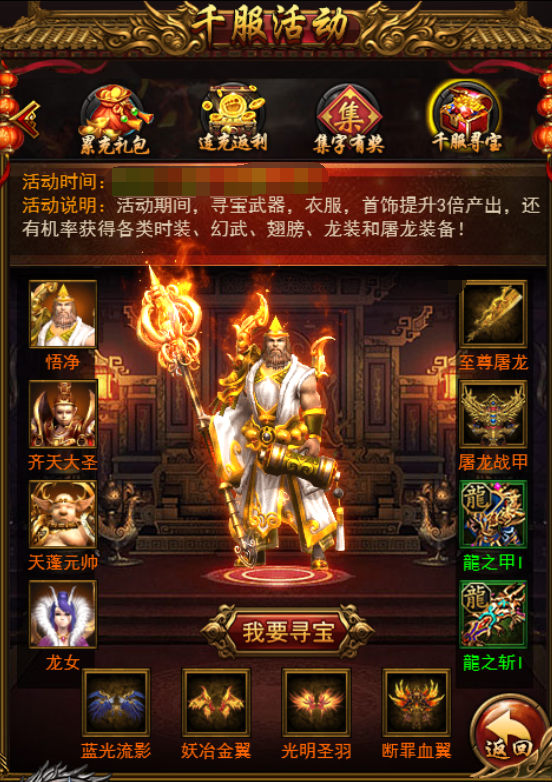 千服活动
累充礼包
连充返利
集
集字有奖
千服寻宝
活动时间:
活动说明: 活动期间，寻宝武器，衣服，首饰提升3倍产出，还
有机率获得各类时装、幻武、翅膀、龙装和屠龙装备！
悟净
至尊屠龙
齐天大圣
屠龙战甲
龍
天蓬元帅
龍之甲I
龍
龙女
龍之斩I
我要寻宝
蓝光流影
妖冶金翼
光明圣羽
断罪血翼
返回